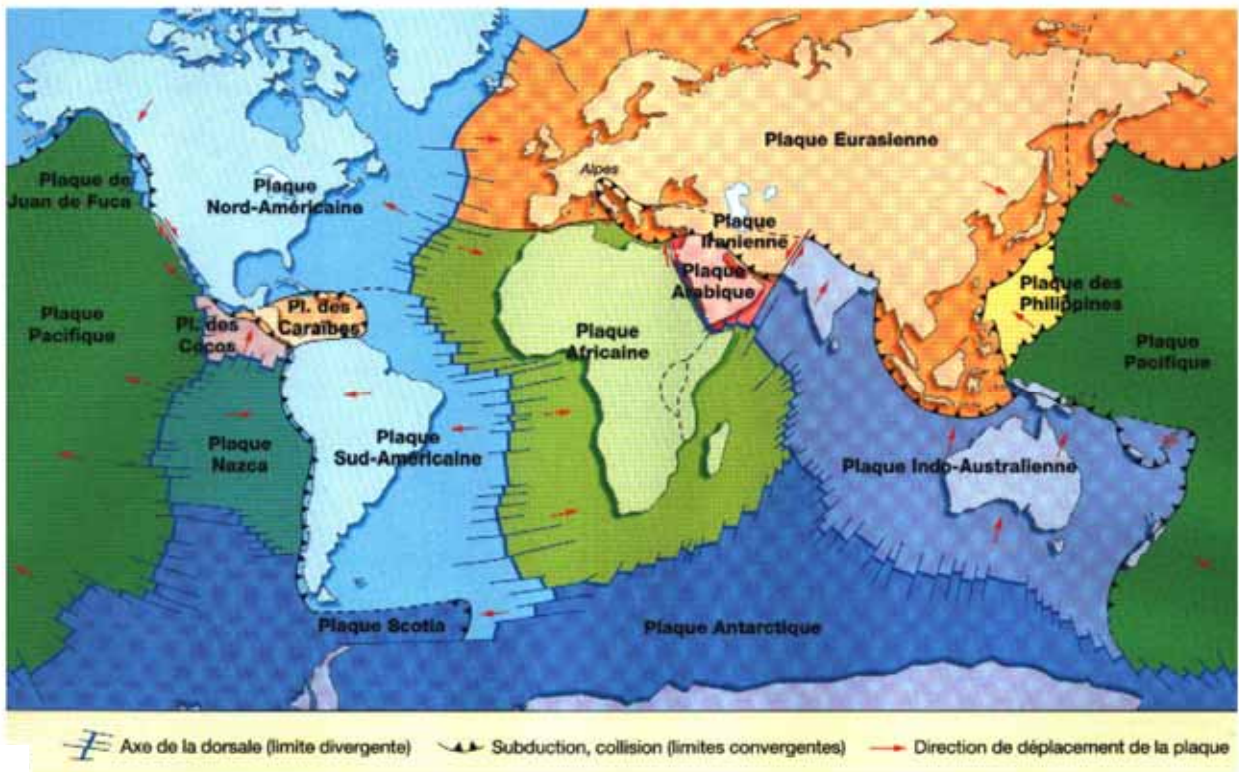 Plaque de
Juan de Fuca
Plaque
Nord-Américaine
Plaque Eurasienne
Alpes
Plaque
Iranienne
Plaque
Arabique
Plaque des
Philippines
Pl. des
Caraïbes
Pl. des
Cocos
Plaque
Pacifique
Plaque
Africaine
Plaque
Pacifique
Plaque
Nazca
Plaque
Sud-Américaine
Plaque Indo-Australienne
Plaque Scotia
Plaque Antarctique
Axe de la dorsale (limite divergente)
Subduction, collision (limites convergentes)
Direction de déplacement de la plaque